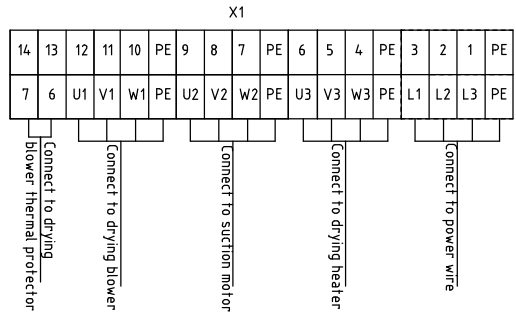 X1
14 13 12 11 10 PE 9 8 7 PE 6 5 4 PE 3 2 1 PE
7 6 U1 V1 W1 PE U2 V2 W2 PE U3 V3 W3 PE L1 L2 L3 PE
Connect to drying
blower thermal protector
Connect to drying blower
Connect to suction motor
Connect to drying heater
Connect to power wire